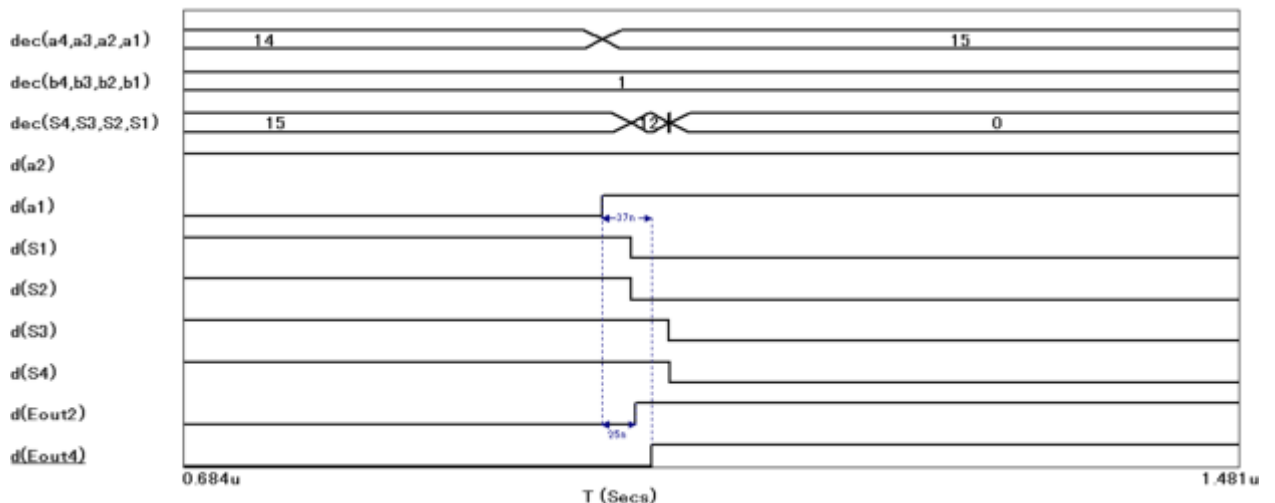 dec(a4,a3,a2,a1) 14 15
dec(b4,b3,b2,b1) 1
dec(S4,S3,S2,S1) 15 12 0
d(a2)
d(a1)
37n
d(S1)
d(S2)
d(S3)
d(S4)
d(Eout2)
25n
d(Eout4)
0.684u 1.481u
T (Secs)